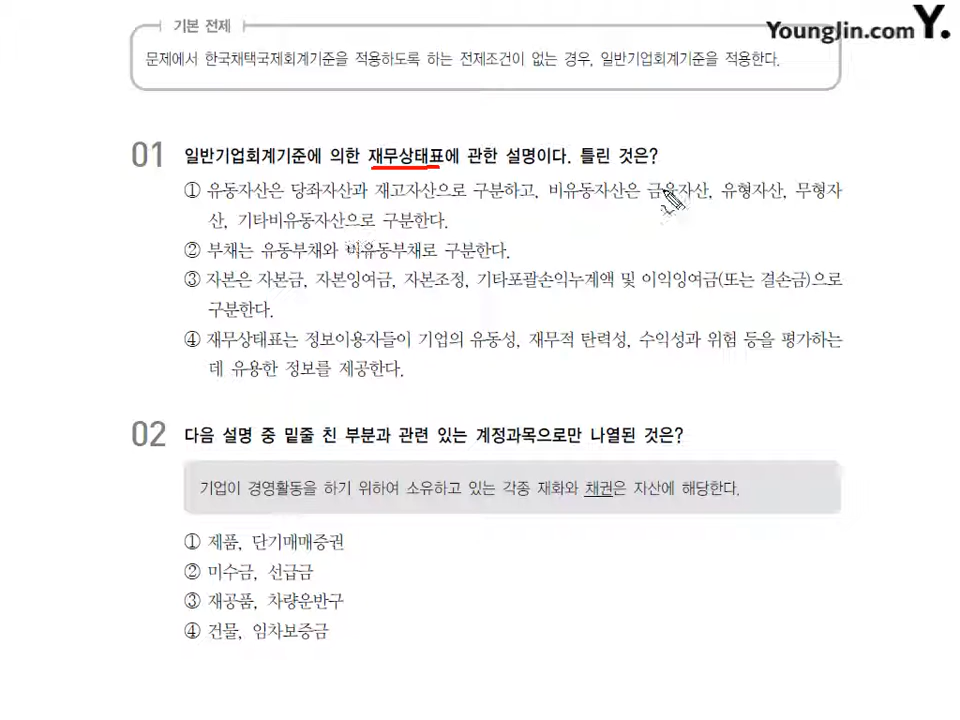 기본 전제
YoungJin.com Y.
문제에서 한국채택국제회계기준을 적용하도록 하는 전제조건이 없는 경우, 일반기업회계기준을 적용한다.
01 일반기업회계기준에 의한 재무상태표에 관한 설명이다. 틀린 것은?
① 유동자산은 당좌자산과 재고자산으로 구분하고, 비유동자산은 금융자산, 유형자산, 무형자
산, 기타비유동자산으로 구분한다.
② 부채는 유동부채와 비유동부채로 구분한다.
③ 자본은 자본금, 자본잉여금, 자본조정, 기타포괄손익누계액 및 이익잉여금(또는 결손금)으로
구분한다.
④ 재무상태표는 정보이용자들이 기업의 유동성, 재무적 탄력성, 수익성과 위험 등을 평가하는
데 유용한 정보를 제공한다.
02 다음 설명 중 밑줄 친 부분과 관련 있는 계정과목으로만 나열된 것은?
기업이 경영활동을 하기 위하여 소유하고 있는 각종 재화와 채권은 자산에 해당한다.
① 제품, 단기매매증권
② 미수금, 선급금
③ 재공품, 차량운반구
④ 건물, 임차보증금